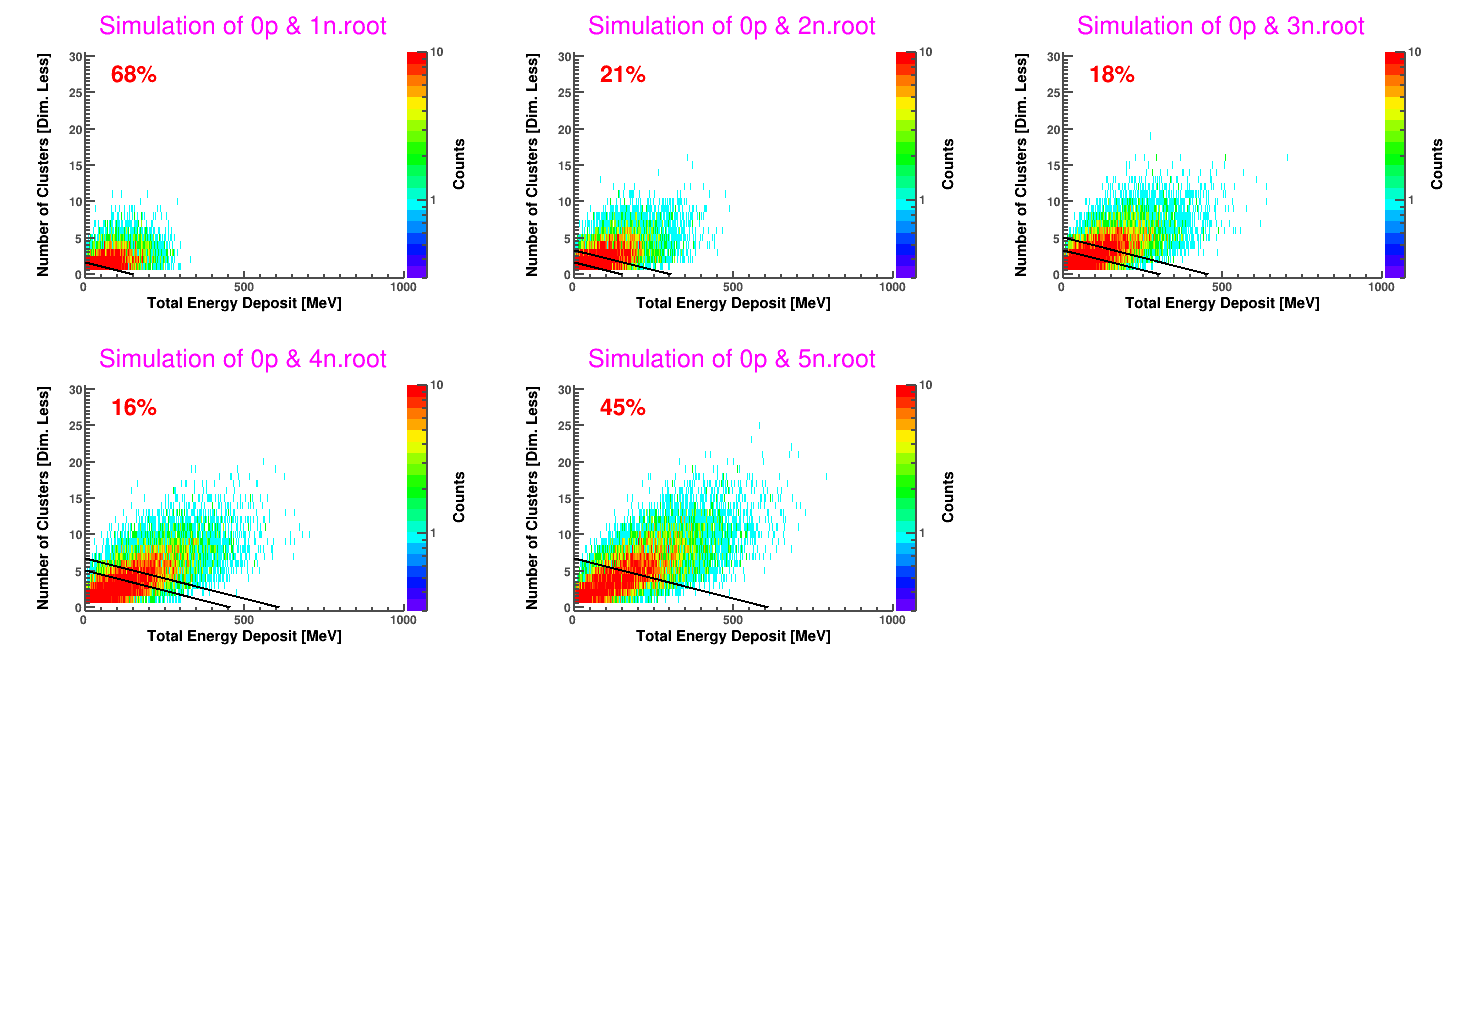 Simulation of 0p & 1n.root
68%
Number of Clusters [Dim. Less]
30
25
20
15
10
5
0
0 500 1000
Total Energy Deposit [MeV]
10
1
Counts
Simulation of 0p & 2n.root
21%
Number of Clusters [Dim. Less]
30
25
20
15
10
5
0
0 500 1000
Total Energy Deposit [MeV]
10
1
Counts
Simulation of 0p & 3n.root
18%
Number of Clusters [Dim. Less]
30
25
20
15
10
5
0
0 500 1000
Total Energy Deposit [MeV]
10
1
Counts
Simulation of 0p & 4n.root
16%
Number of Clusters [Dim. Less]
30
25
20
15
10
5
0
0 500 1000
Total Energy Deposit [MeV]
10
1
Counts
Simulation of 0p & 5n.root
45%
Number of Clusters [Dim. Less]
30
25
20
15
10
5
0
0 500 1000
Total Energy Deposit [MeV]
10
1
Counts